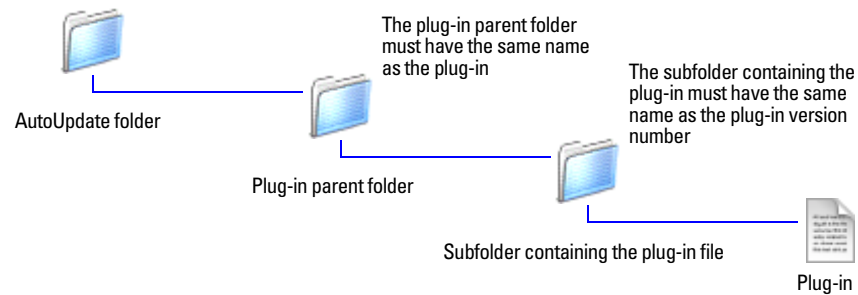 The plug-in parent folder
must have the same name
as the plug-in
The subfolder containing the
plug-in must have the same
name as the plug-in version
number
AutoUpdate folder
Plug-in parent folder
Subfolder containing the plug-in file
Plug-in